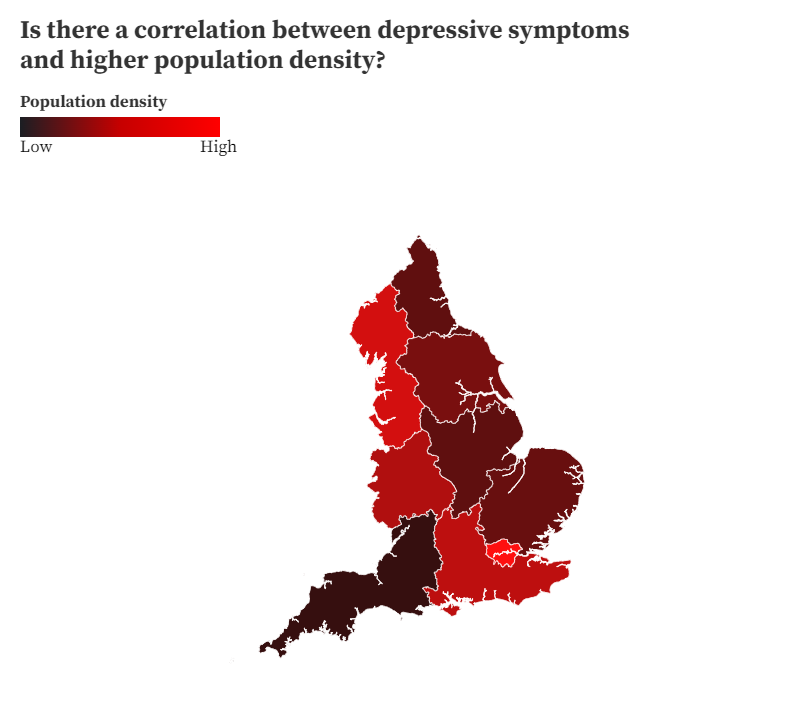 Is there a correlation between depressive symptoms
and higher population density?
Population density
Low High